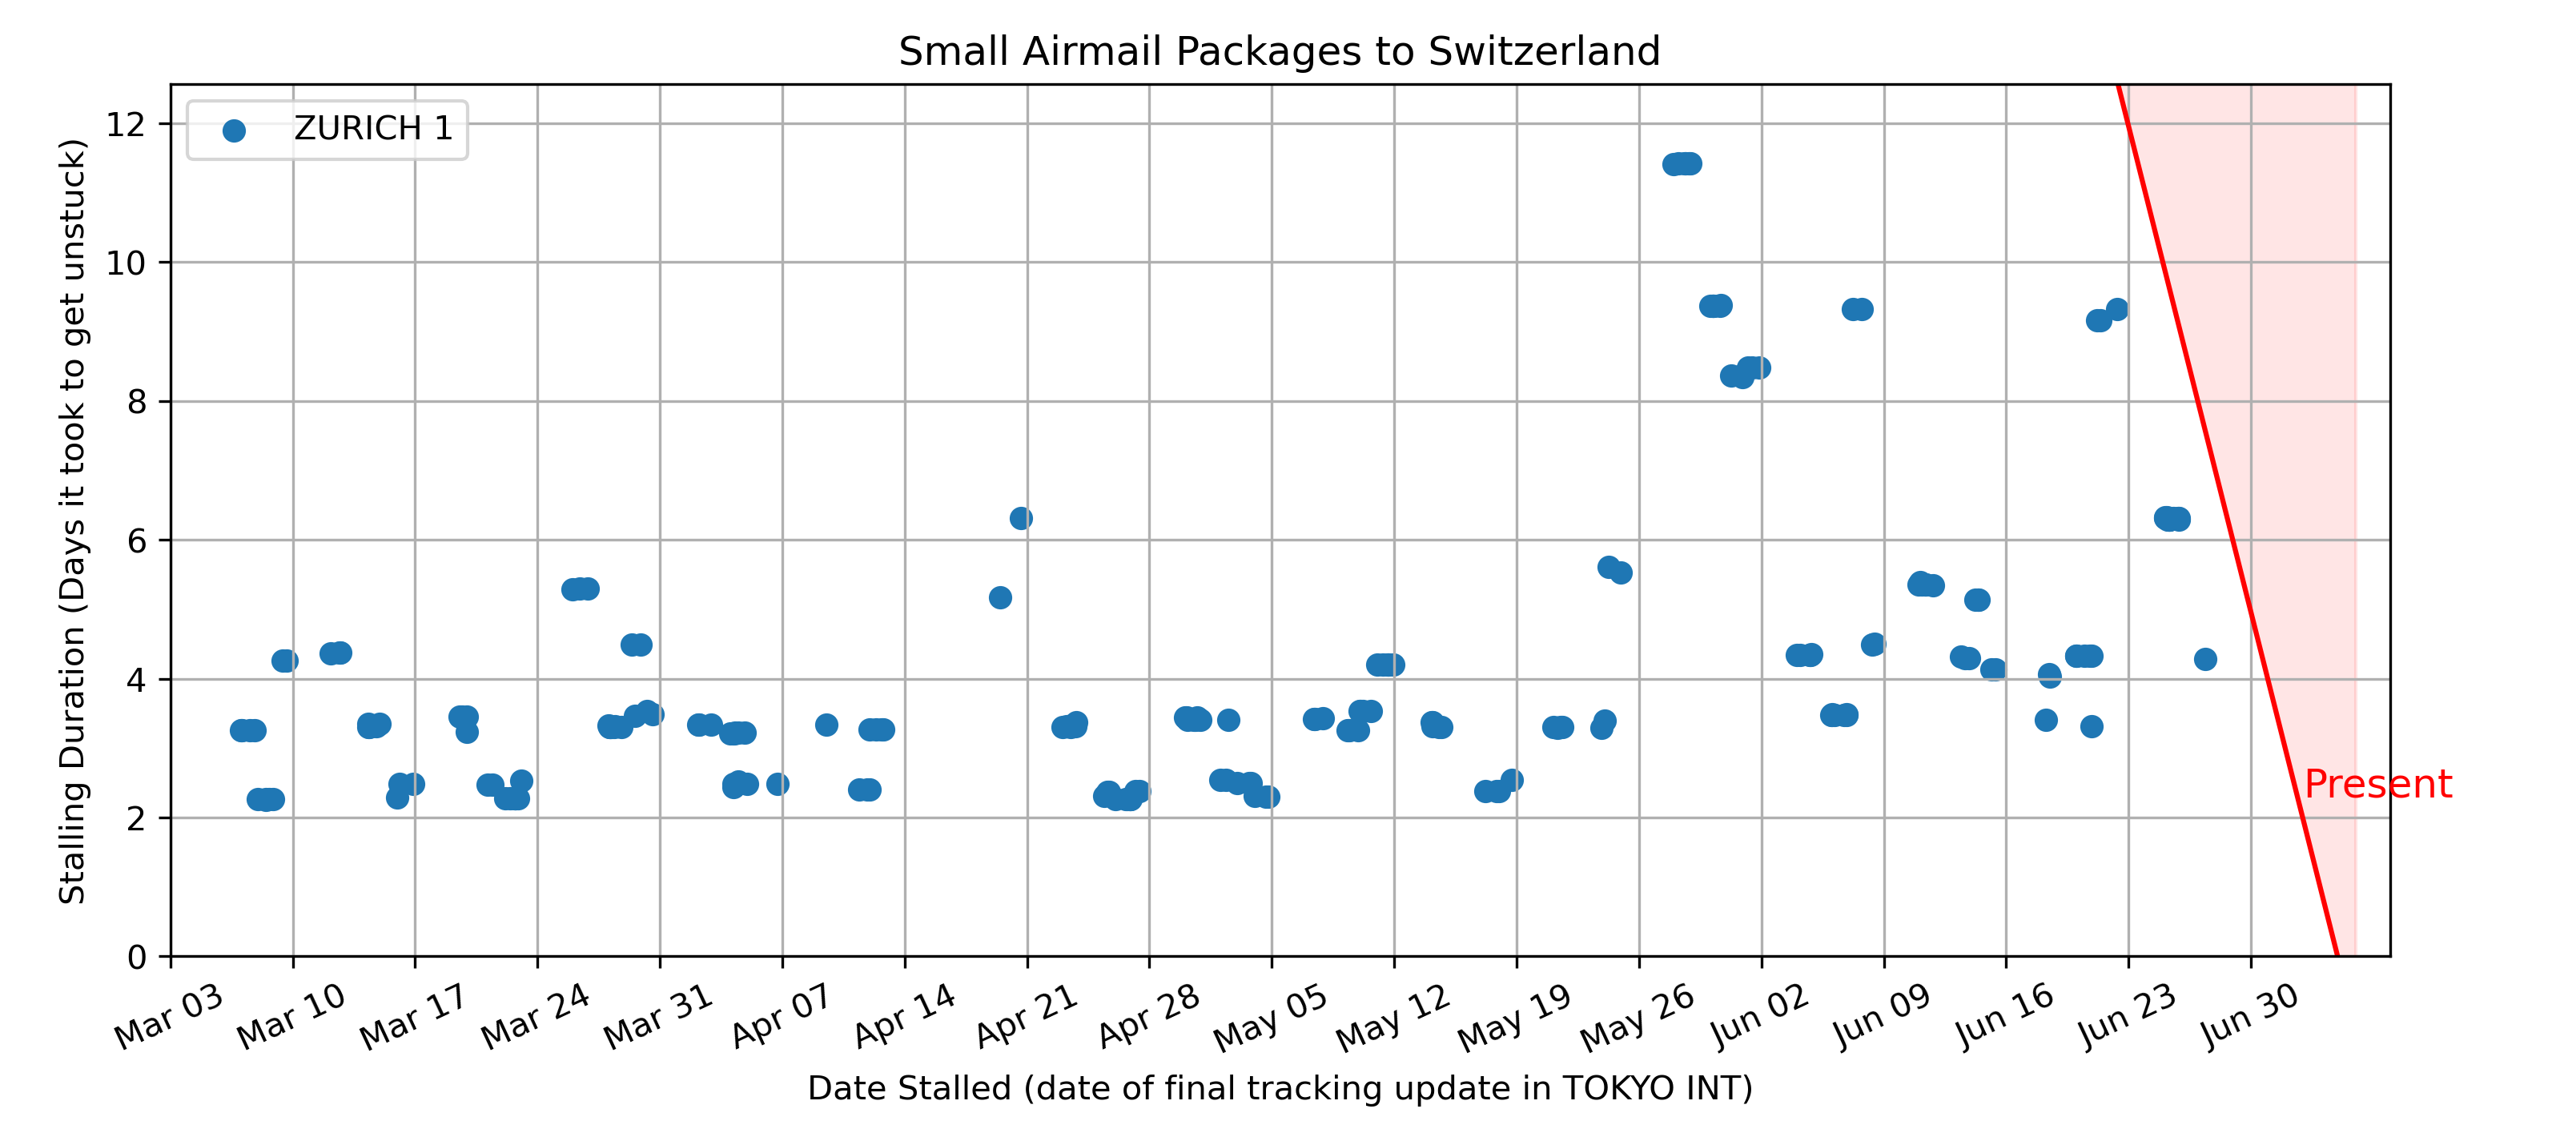 Small Airmail Packages to Switzerland
ZURICH 1
Stalling Duration (Days it took to get unstuck)
12
10
8
6
4
2
0
Present
Mar 03
Mar 10
Mar 17
Mar 24
Mar 31
Apr 07
Apr 14
Apr 21
Apr 28
May 05
May 12
May 19
May 26
Jun 02
Jun 09
Jun 16
Jun 23
Jun 30
Date Stalled (date of final tracking update in TOKYO INT)